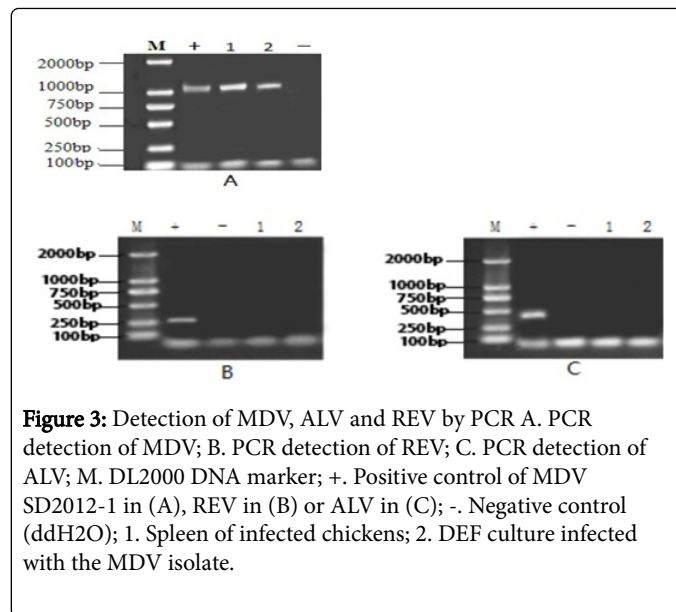 M + 1 2 −
2000bp
1000bp
750bp
500bp
250bp
100bp
A
M + - 1 2
2000bp
1000bp
750bp
500bp
250bp
100bp
B
M + - 1 2
2000bp
1000bp
750bp
500bp
250bp
100bp
C
Figure 3: Detection of MDV, ALV and REV by PCR A. PCR
detection of MDV; B. PCR detection of REV; C. PCR detection of
ALV; M. DL2000 DNA marker; +. Positive control of MDV
SD2012-1 in (A), REV in (B) or ALV in (C); -. Negative control
(ddH2O); 1. Spleen of infected chickens; 2. DEF culture infected
with the MDV isolate.